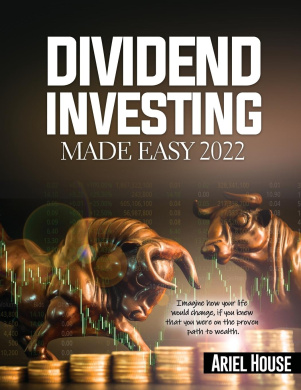 DIVIDEND
INVESTING
MADE EASY 2022
Imagine how your life
would change, if you knew
that you were on the proven
path to wealth.
ARIEL HOUSE